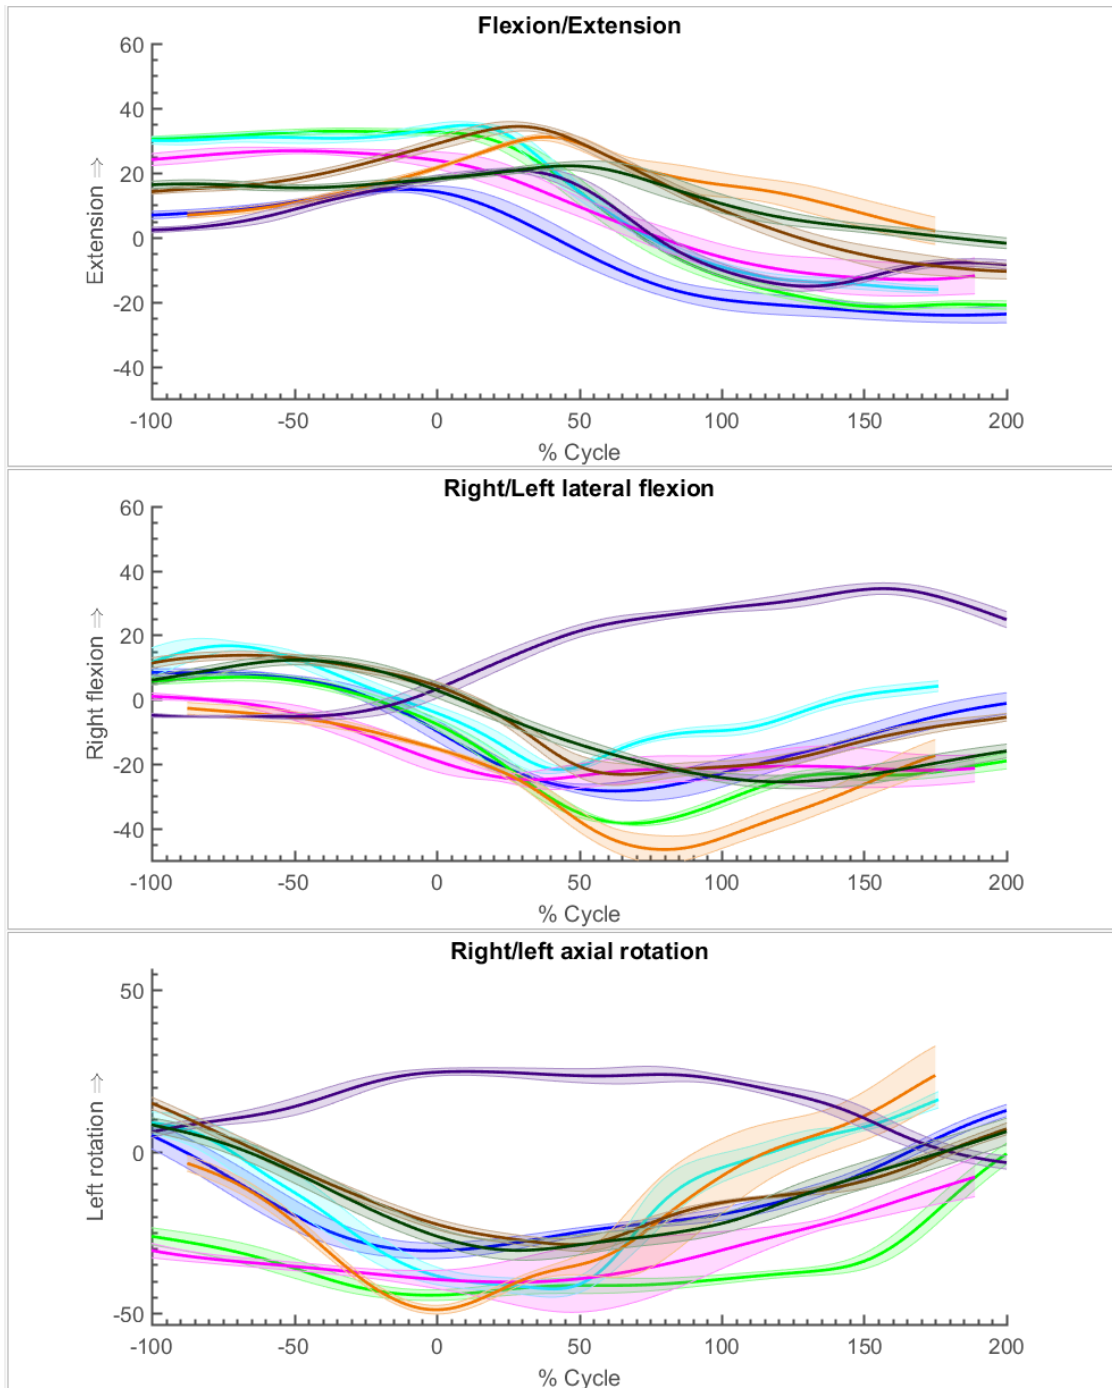 Flexion/Extension
60
40
20
0
-20
-40
Extension ⇒
-100 -50 0 50 100 150 200
% Cycle
Right/Left lateral flexion
60
40
20
0
-20
-40
Right flexion ⇒
-100 -50 0 50 100 150 200
% Cycle
Right/left axial rotation
50
0
-50
Left rotation ⇒
-100 -50 0 50 100 150 200
% Cycle